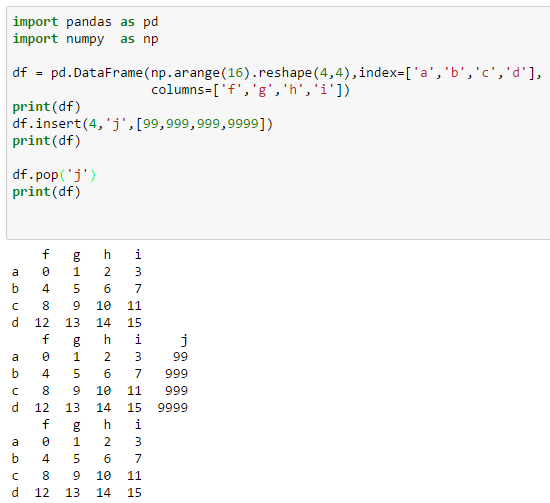 import pandas as pd
import numpy  as np
df = pd.DataFrame(np.arange(16).reshape(4,4),index=['a','b','c','d'],
                  columns=['f','g','h','i'])
print(df)
df.insert(4,'j',[99,999,999,9999])
print(df)
df.pop('j')
print(df)
    f   g   h   i
a   0   1   2   3
b   4   5   6   7
c   8   9  10  11
d  12  13  14  15
    f   g   h   i     j
a   0   1   2   3    99
b   4   5   6   7   999
c   8   9  10  11   999
d  12  13  14  15  9999
    f   g   h   i
a   0   1   2   3
b   4   5   6   7
c   8   9  10  11
d  12  13  14  15